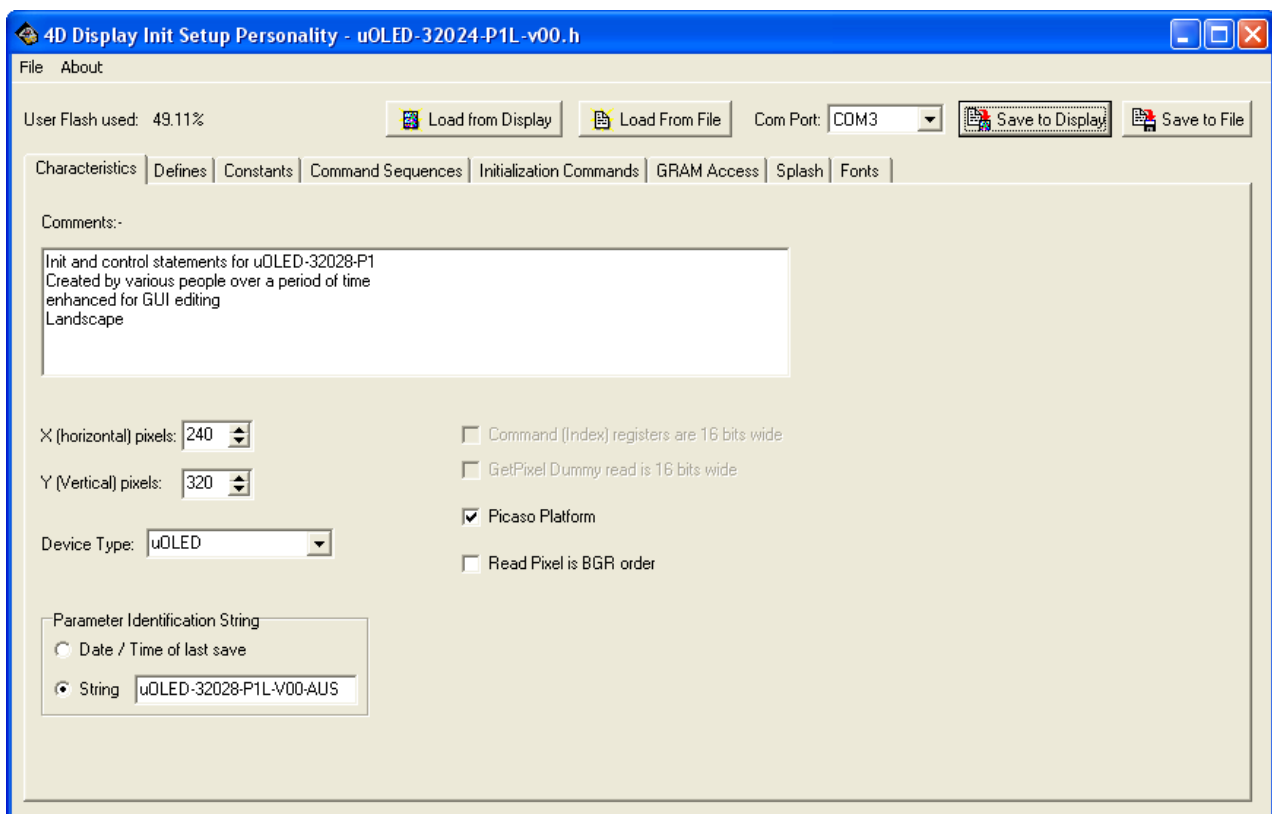 4D Display Init Setup Personality - uOLED-32024-P1L-v00.h
File About
User Flash used: 49.11% Load from Display Load From File Com Port: COM3 Save to Display Save to File
Characteristics Defines Constants Command Sequences Initialization Commands GRAM Access Splash Fonts
Comments:-
Init and control statements for uOLED-32028-P1
Created by various people over a period of time
enhanced for GUI editing
Landscape
X (horizontal) pixels: 240 Command (Index) registers are 16 bits wide
GetPixel Dummy read is 16 bits wide
Y (Vertical) pixels: 320
Picaso Platform
Device Type: uOLED
Read Pixel is BGR order
Parameter Identification String
Date / Time of last save
String uOLED-32028-P1L-V00-AUS